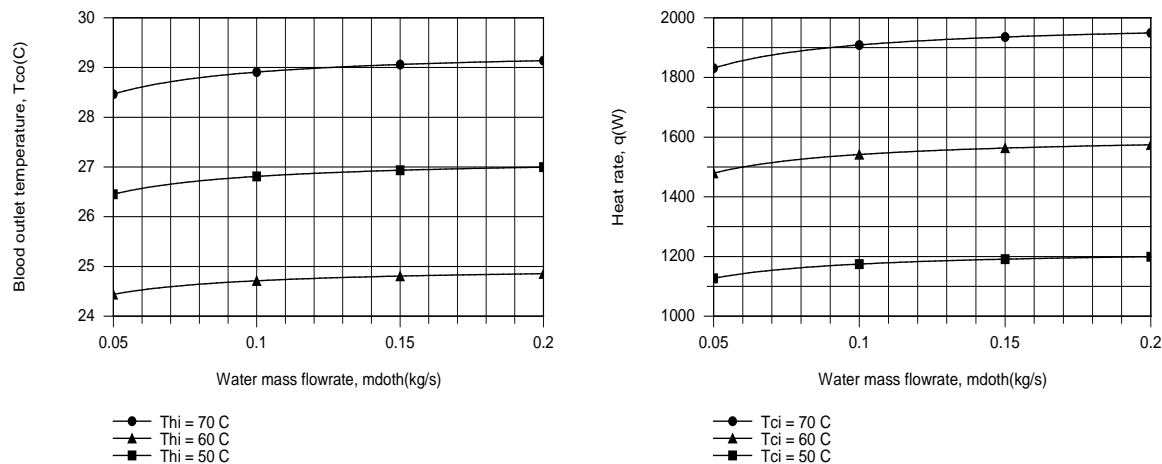 Blood outlet temperature, Tco(C)
30
29
28
27
26
25
24
0.05
0.1
0.15
0.2
Water mass flowrate, mdoth(kg/s)
Thi = 70 C
Thi = 60 C
Thi = 50 C
Heat rate, q(W)
2000
1800
1600
1400
1200
1000
0.05
0.1
0.15
0.2
Water mass flowrate, mdoth(kg/s)
Tci = 70 C
Tci = 60 C
Tci = 50 C